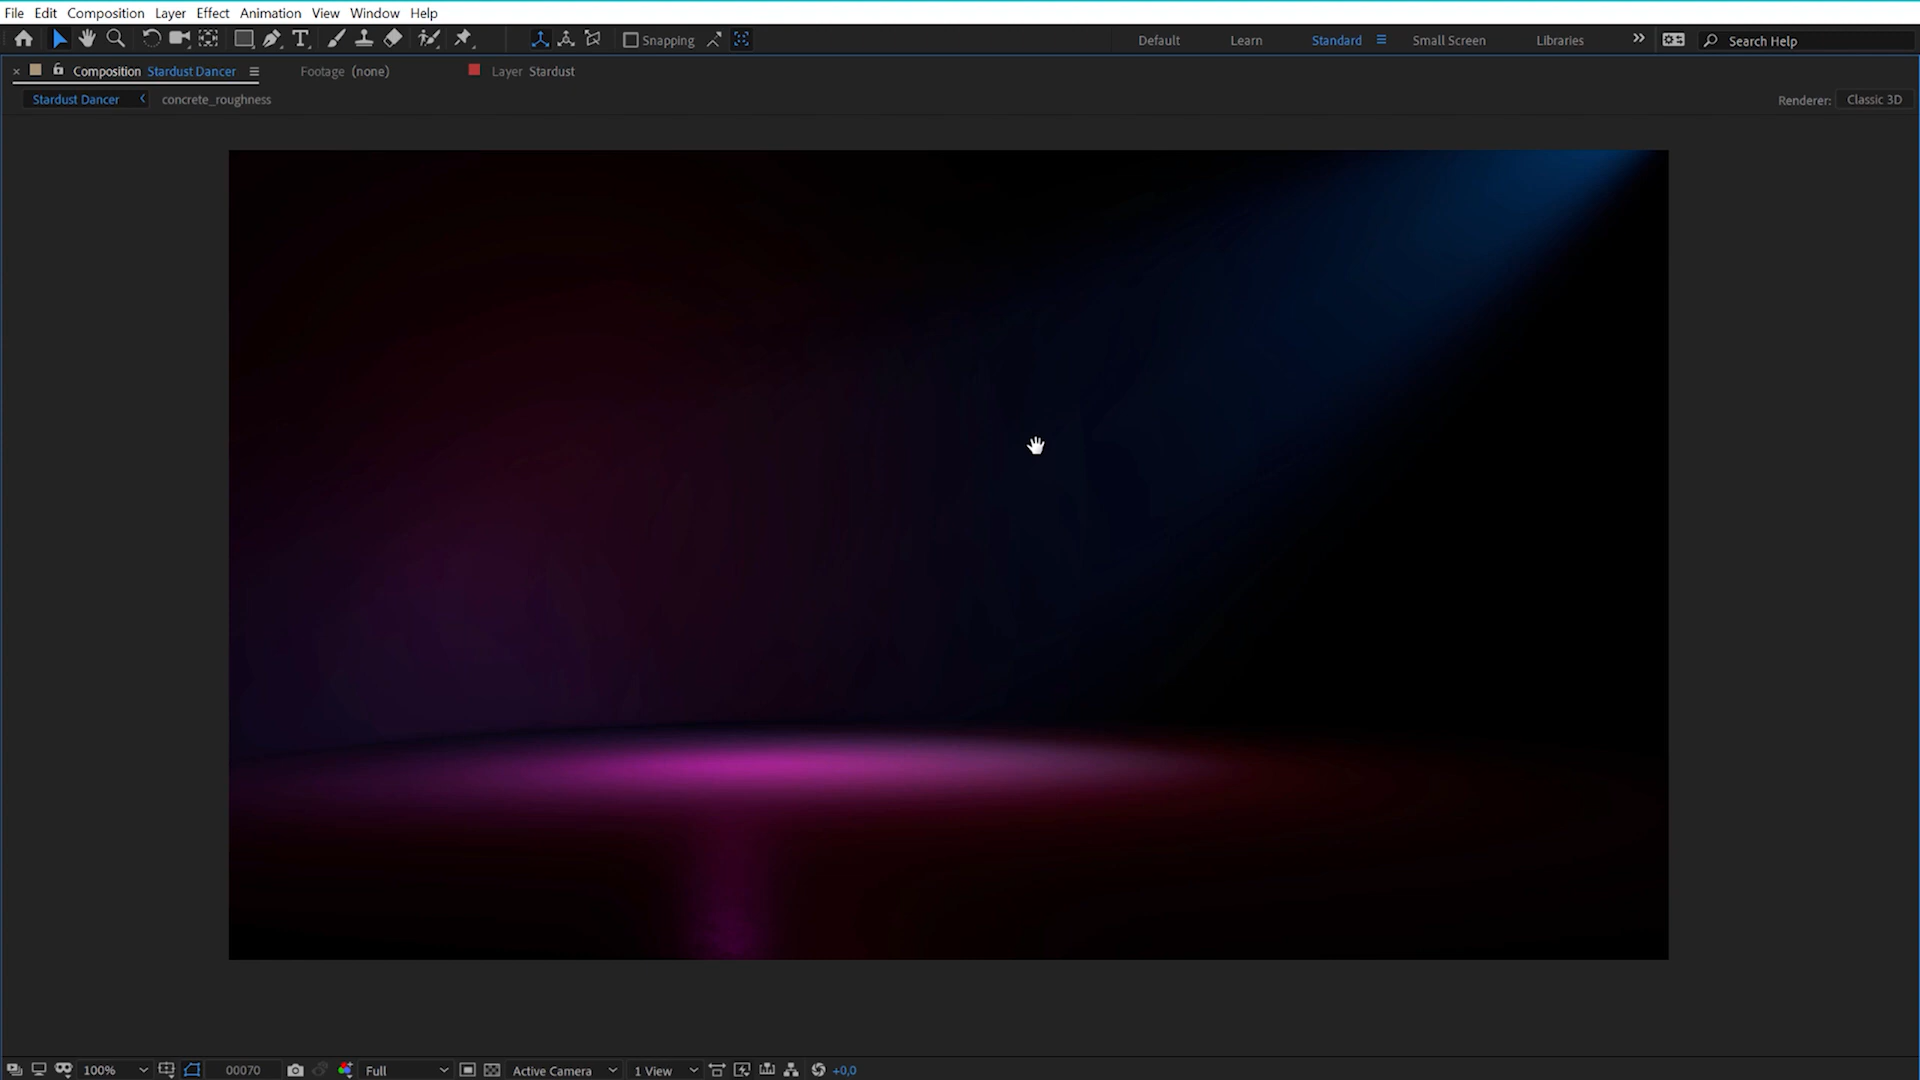 File Edit Composition Layer Effect Animation View Window Help
Snapping Default Learn Standard Small Screen Libraries Search Help
Composition Stardust Dancer Footage (none) Layer Stardust
Stardust Dancer concrete_roughness Renderer: Classic 3D
100% 00070 Full Active Camera 1 View +0,0